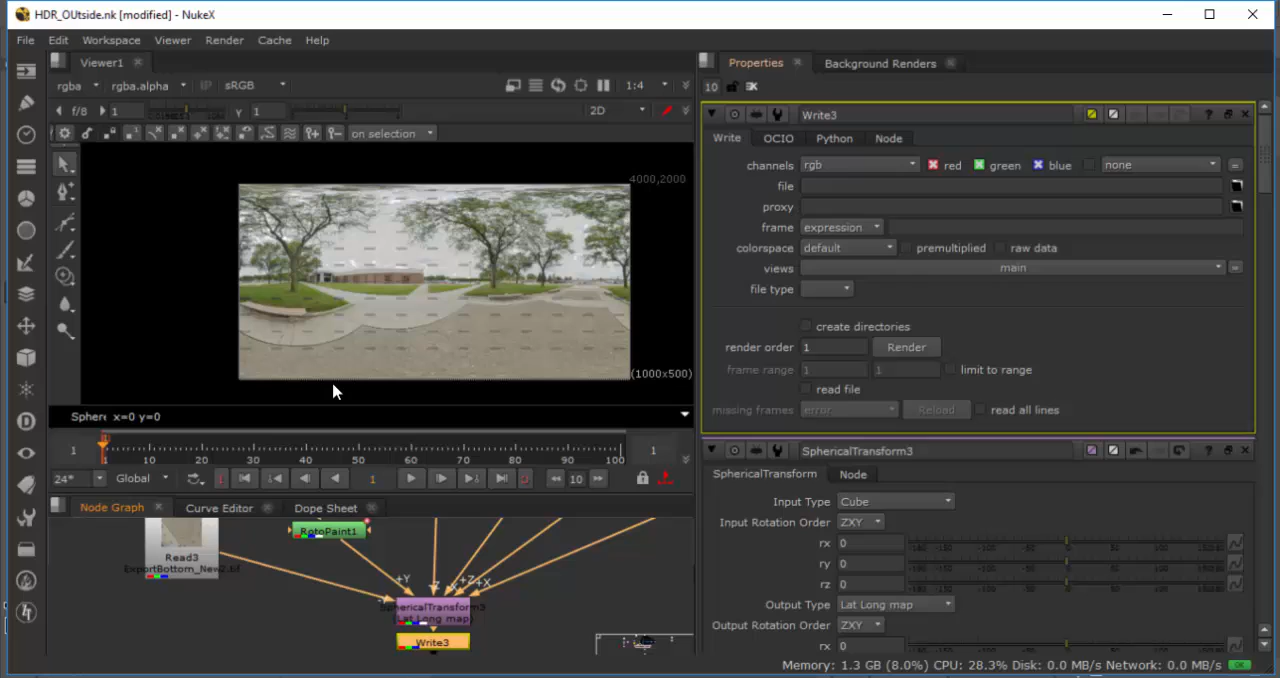 HDR_OUtside.nk [modified] - NukeX
File Edit Workspace Viewer Render Cache Help
Viewer1
rgba rgba.alpha IP sRGB 1:4
f/8 1 Y 1 2D
on selection
4000,2000
(1000x500)
x=0 y=0
1 1 10 20 30 40 50 60 70 80 90 100 1
24* Global 1 10
Node Graph Curve Editor Dope Sheet
Read3
ExportBottom_New2.tif
RotoPaint1
+Y Z +Z +X
SphericalTransform3
(Lat Long map)
Write3
Properties Background Renders
10
Write3
Write OCIO Python Node
channels rgb red green blue none
file
proxy
frame expression
colorspace default premultiplied raw data
views main
file type
create directories
render order 1 Render
frame range 1 1 limit to range
read file
missing frames error Reload read all lines
SphericalTransform3
SphericalTransform Node
Input Type Cube
Input Rotation Order ZXY
rx 0
ry 0
rz 0
Output Type Lat Long map
Output Rotation Order ZXY
rx 0
Memory: 1.3 GB (8.0%) CPU: 28.3% Disk: 0.0 MB/s Network: 0.0 MB/s